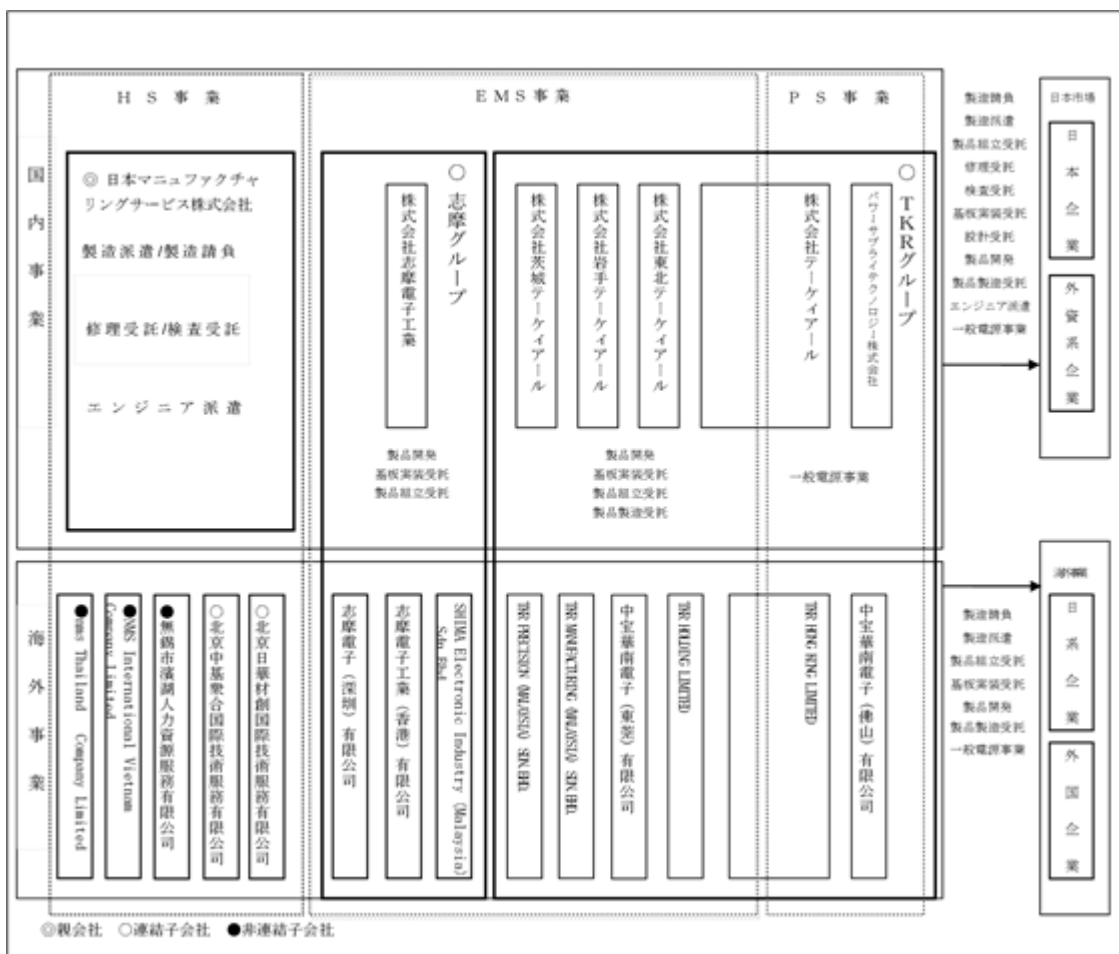 HS事業
EMS事業
PS事業
国内事業
◎ 日本マニュファクチャ
リングサービス株式会社
製造派遣/製造請負
修理受託/検査受託
エンジニア派遣
○ 志摩グループ
株式会社志摩電子工業
製品開発
基板実装受託
製品組立受託
○ TKRグループ
株式会社茨城テーケィアール
株式会社岩手テーケィアール
株式会社東北テーケィアール
株式会社テーケィアール
パワーサプライテクノロジー株式会社
製品開発
基板実装受託
製品組立受託
製品製造受託
一般電源事業
製造請負
製造派遣
製品組立受託
修理受託
検査受託
基板実装受託
設計受託
製品開発
製品製造受託
エンジニア派遣
一般電源事業
日本市場
日本企業
外資系企業
海外事業
●nms Thailand Company Limited
●NMS International Vietnam
Company Limited
●無錫市濱湖人力資源服務有限公司
○北京中基衆合国際技術服務有限公司
○北京日華材創国際技術服務有限公司
志摩電子(深圳)有限公司
志摩電子工業(香港)有限公司
SHIMA Electronic Industry (Malaysia)
Sdn. Bhd.
TKR PRECISION (MALAYSIA) SDN. BHD.
TKR MANUFACTURING (MALAYSIA) SDN. BHD.
中宝華南電子(東莞)有限公司
TKR HOLDING LIMITED
TKR HONG KONG LIMITED
中宝華南電子(佛山)有限公司
製造請負
製造派遣
製品組立受託
基板実装受託
製品開発
製品製造受託
一般電源事業
日系企業
外国企業
◎親会社 ○連結子会社 ●非連結子会社